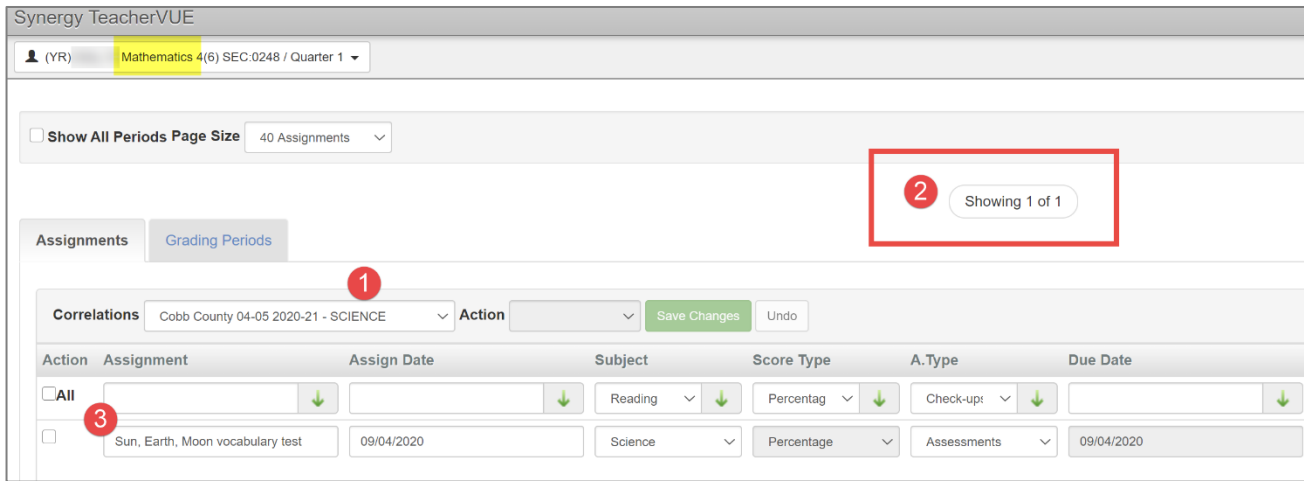 Synergy TeacherVUE
(YR) Mathematics 4(6) SEC:0248 / Quarter 1
Show All Periods Page Size 40 Assignments
2 Showing 1 of 1
Assignments Grading Periods
1
Correlations Cobb County 04-05 2020-21 - SCIENCE Action Save Changes Undo
Action Assignment Assign Date Subject Score Type A.Type Due Date
All Reading Percentag Check-ups
3
Sun, Earth, Moon vocabulary test 09/04/2020 Science Percentage Assessments 09/04/2020